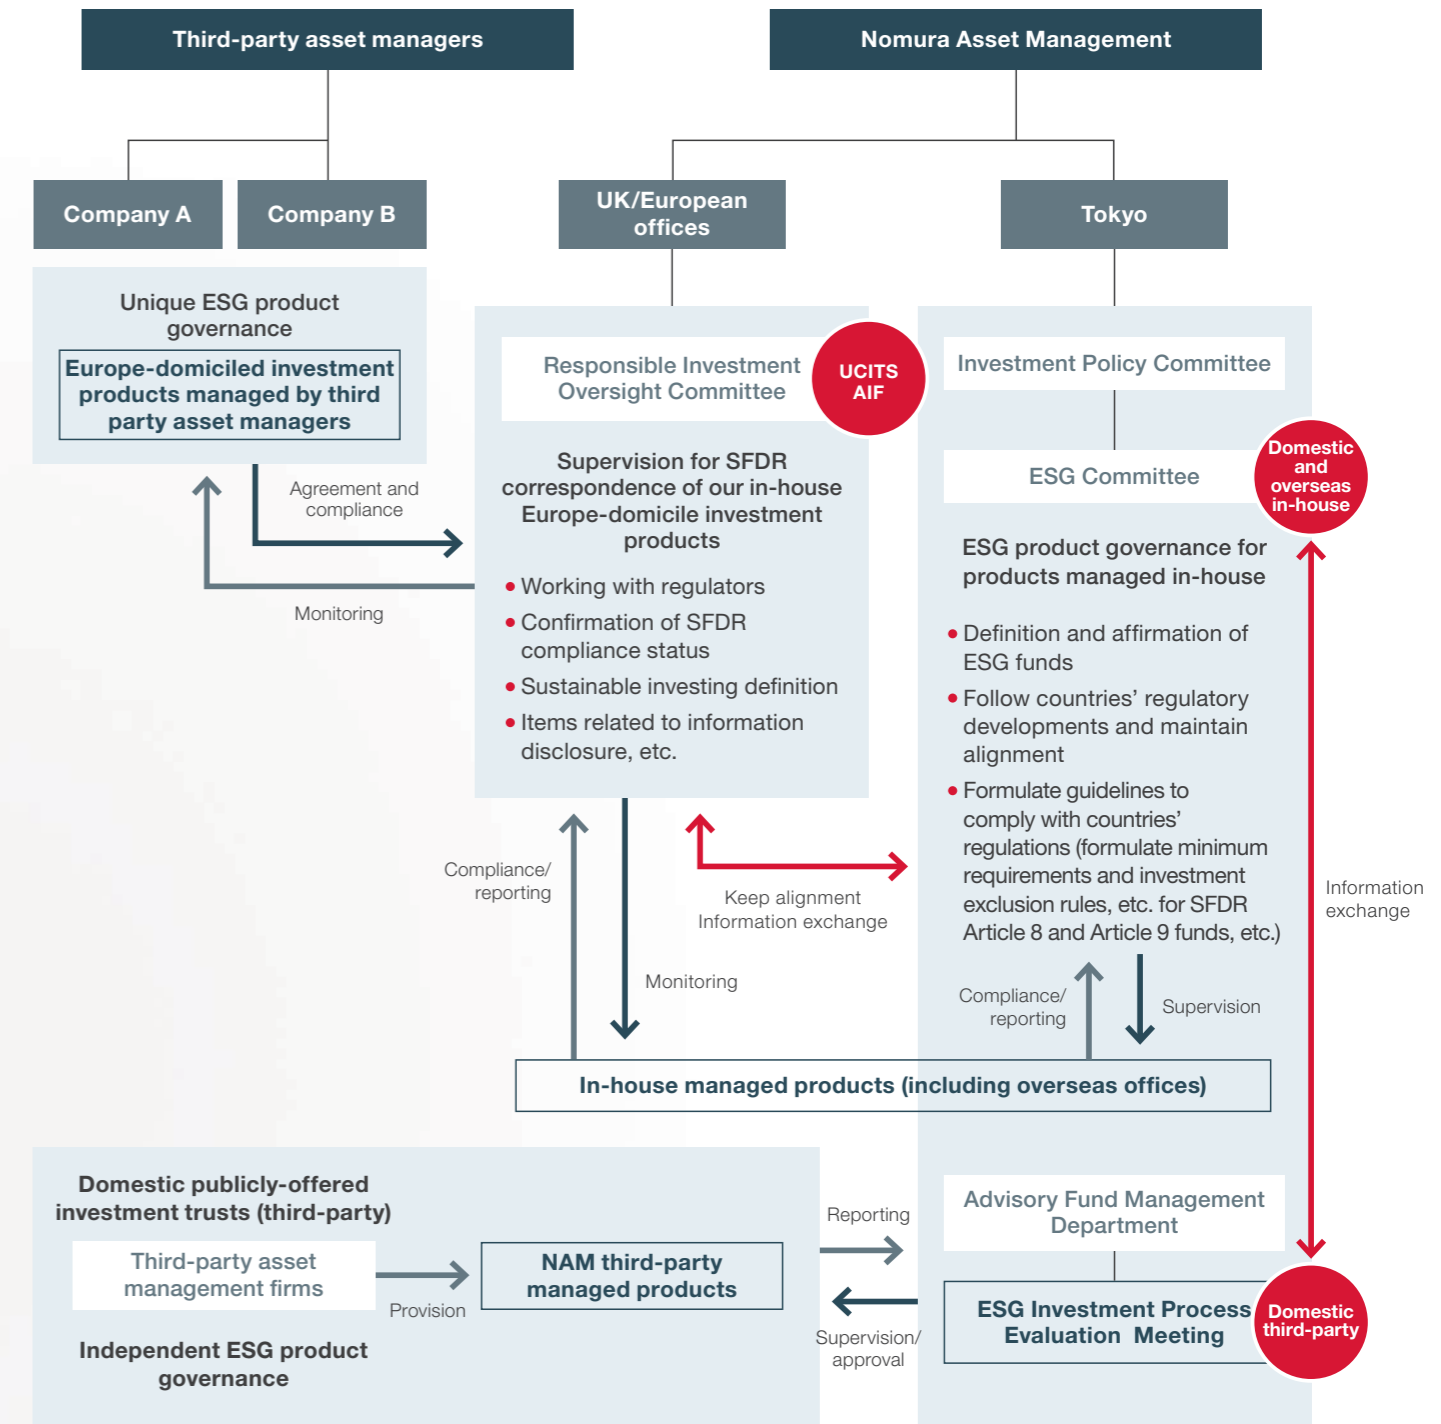 Third-party asset managers
Nomura Asset Management
Company A
Company B
UK/European
offices
Tokyo
Unique ESG product
governance
Europe-domiciled investment
products managed by third
party asset managers
Agreement and
compliance
Monitoring
Responsible Investment
Oversight Committee
UCITS
AIF
Supervision for SFDR
correspondence of our in-house
Europe-domicile investment
products
• Working with regulators
• Confirmation of SFDR
compliance status
• Sustainable investing definition
• Items related to information
disclosure, etc.
Investment Policy Committee
ESG Committee
Domestic
and
overseas
in-house
ESG product governance for
products managed in-house
• Definition and affirmation of
ESG funds
• Follow countries’ regulatory
developments and maintain
alignment
• Formulate guidelines to
comply with countries’
regulations (formulate minimum
requirements and investment
exclusion rules, etc. for SFDR
Article 8 and Article 9 funds, etc.)
Compliance/
reporting
Monitoring
Keep alignment
Information exchange
Compliance/
reporting
Supervision
Information
exchange
In-house managed products (including overseas offices)
Domestic publicly-offered
investment trusts (third-party)
Third-party asset
management firms
Provision
NAM third-party
managed products
Independent ESG product
governance
Reporting
Supervision/
approval
Advisory Fund Management
Department
ESG Investment Process
Evaluation Meeting
Domestic
third-party